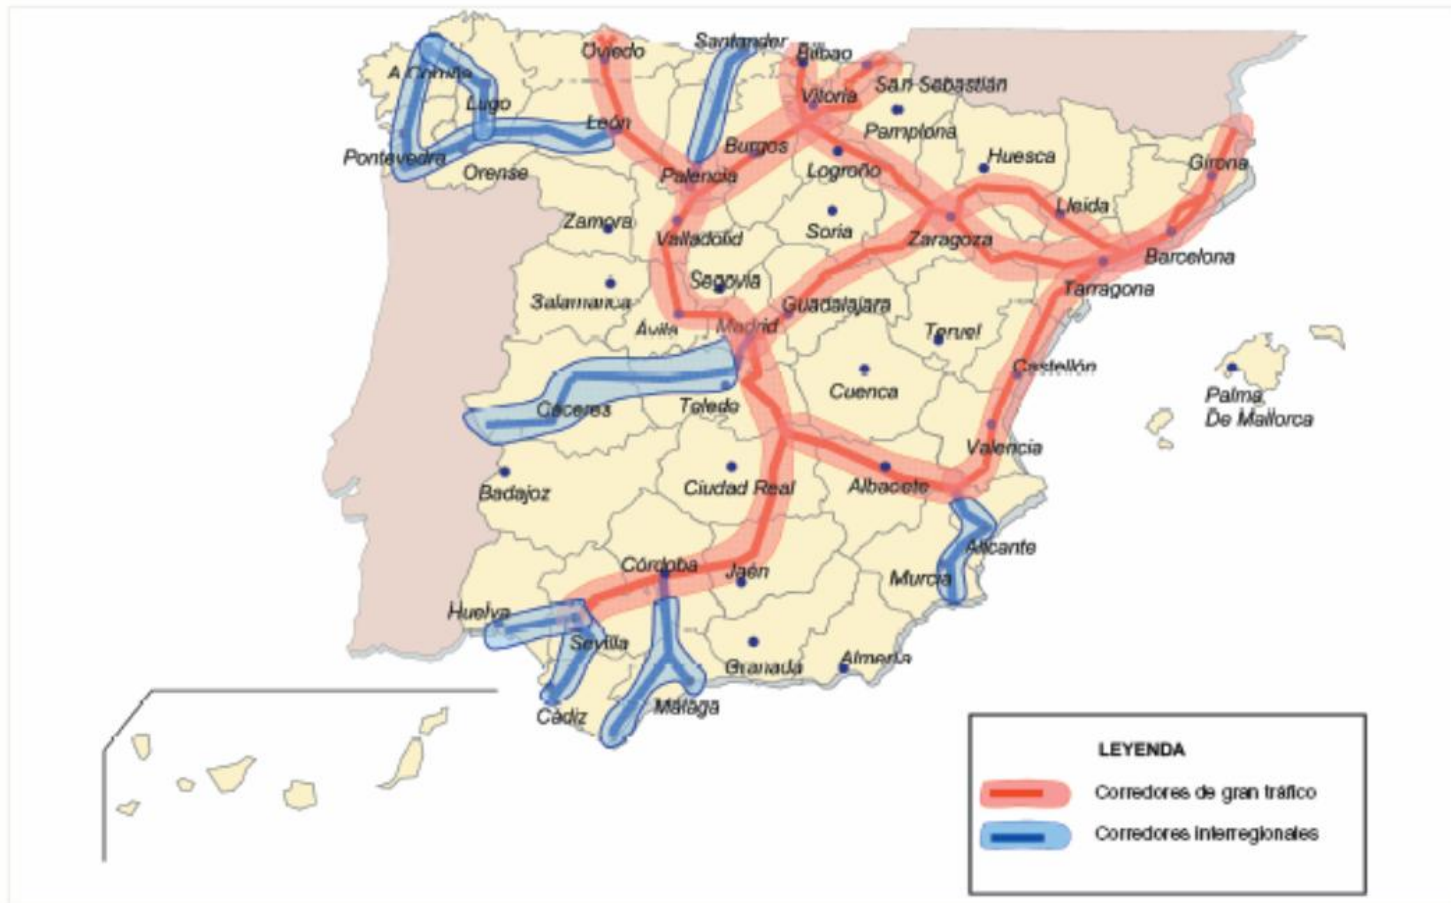 Oviedo
Santander
Bilbao
A Coruña
San Sebastián
Lugo
Vitoria
León
Pamplona
Burgos
Pontevedra
Huesca
Girona
Orense
Palencia
Logroño
Lleida
Zamora
Soria
Valladolid
Zaragoza
Barcelona
Segovia
Tarragona
Salamanca
Guadalajara
Ávila
Madrid
Teruel
Castellón
Cuenca
Palma
De Mallorca
Cáceres
Toledo
Valencia
Badajoz
Ciudad Real
Albacete
Alicante
Córdoba
Jaén
Murcia
Huelva
Sevilla
Granada
Almería
Cádiz
Málaga
LEYENDA
Corredores de gran tráfico
Corredores interregionales